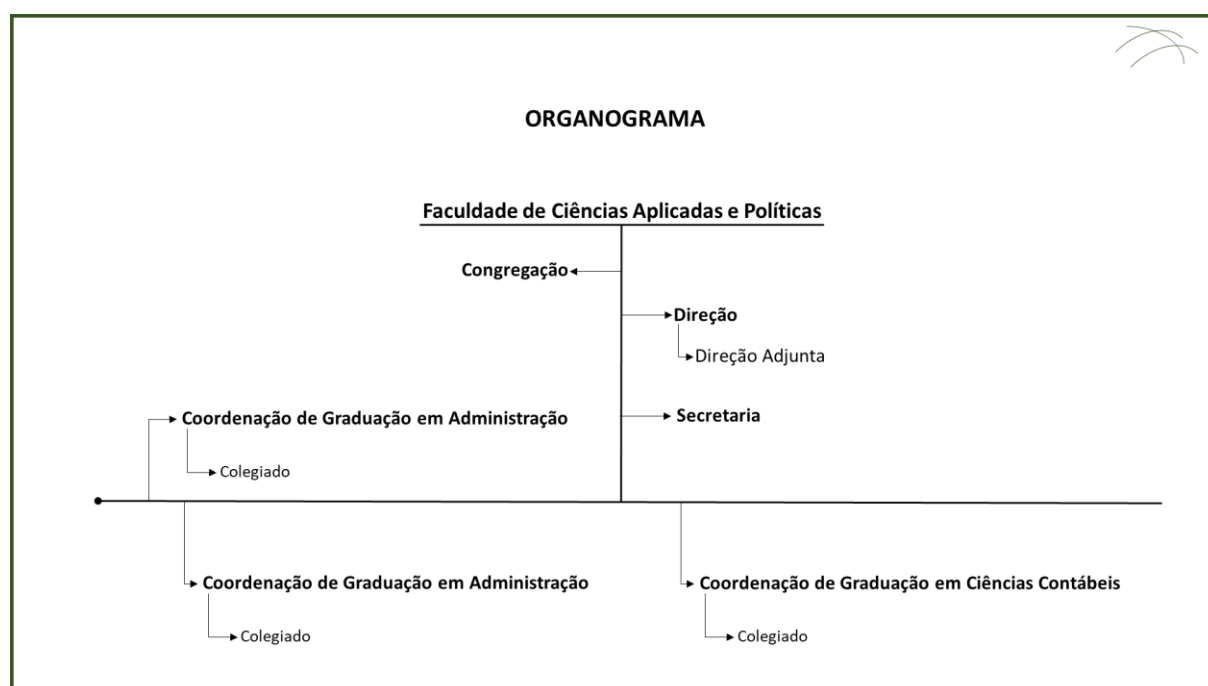 ORGANOGRAMA
Faculdade de Ciências Aplicadas e Políticas
Congregação
Direção
Direção Adjunta
Coordenação de Graduação em Administração
Secretaria
Colegiado
Coordenação de Graduação em Administração
Coordenação de Graduação em Ciências Contábeis
Colegiado
Colegiado